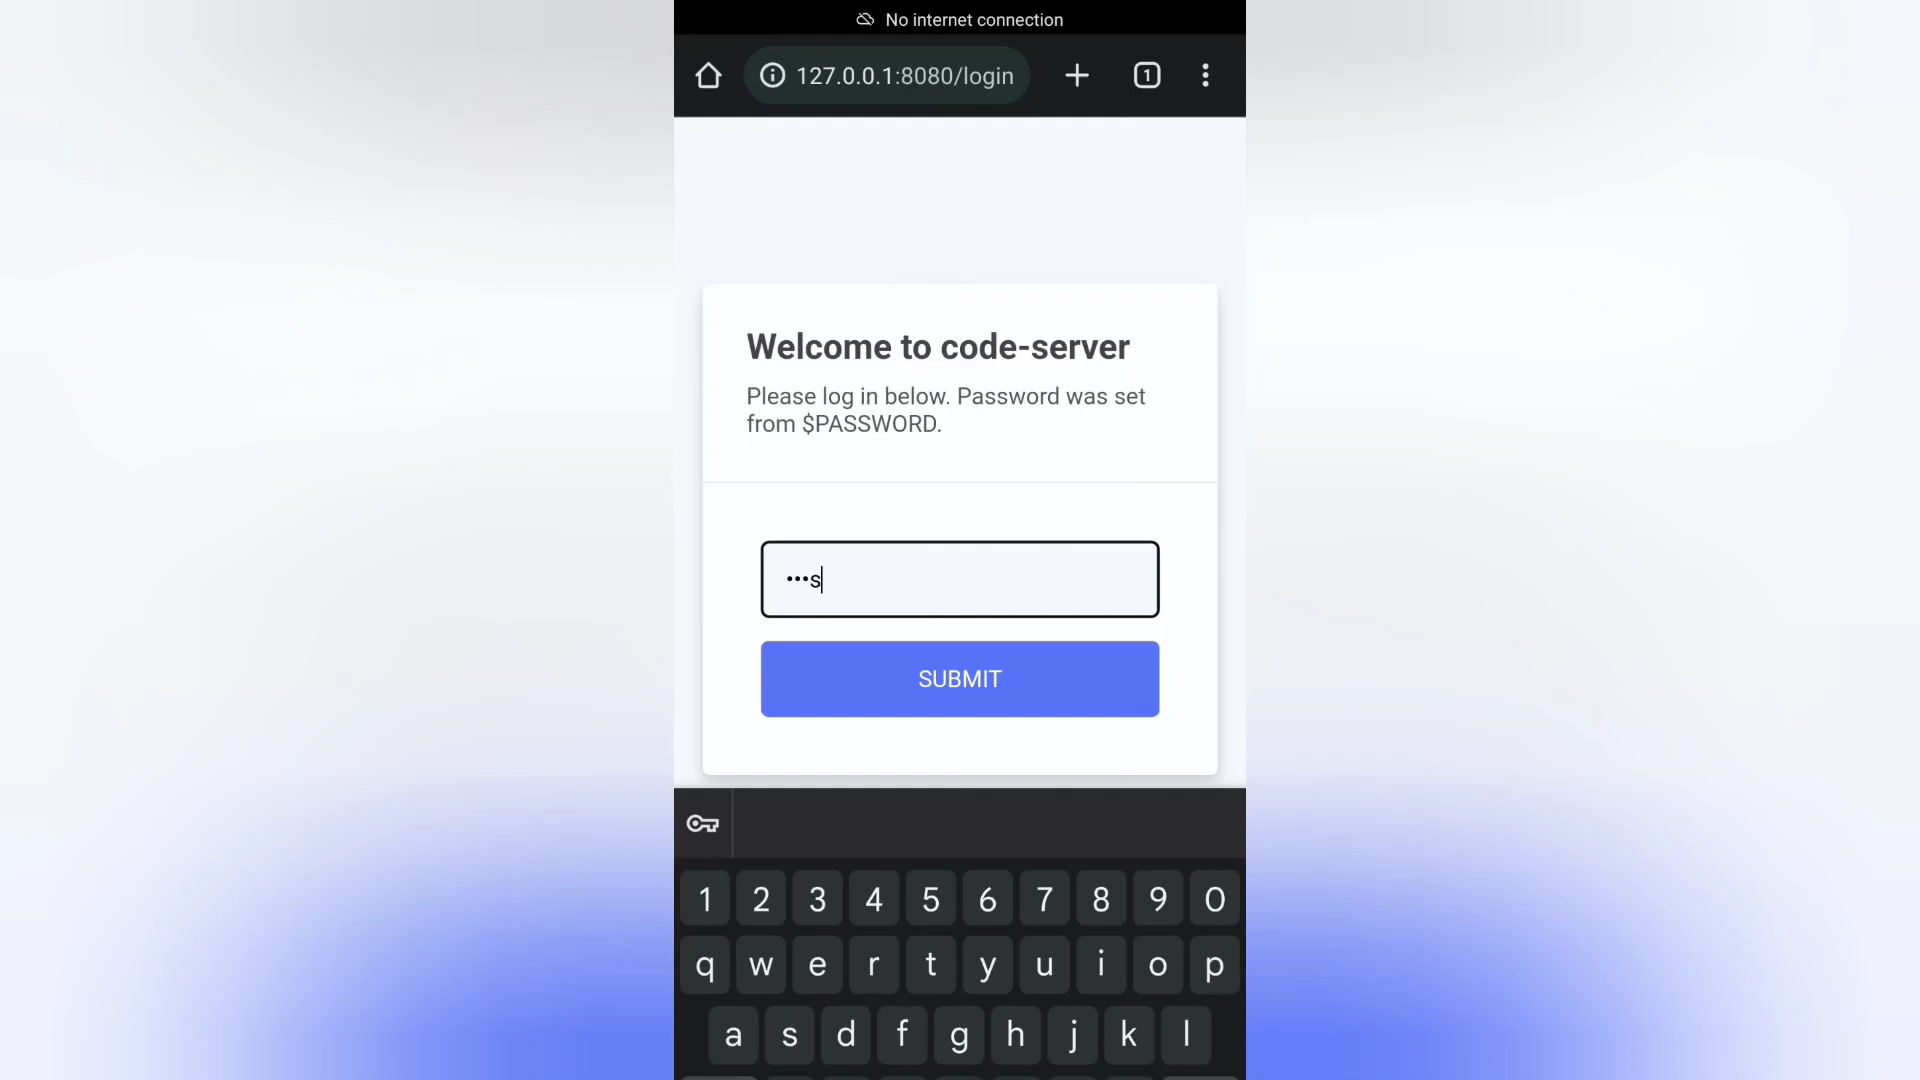 No internet connection
127.0.0.1:8080/login
1
Welcome to code-server
Please log in below. Password was set
from $PASSWORD.
•••s
SUBMIT
1 2 3 4 5 6 7 8 9 0
q w e r t y u i o p
a s d f g h j k l